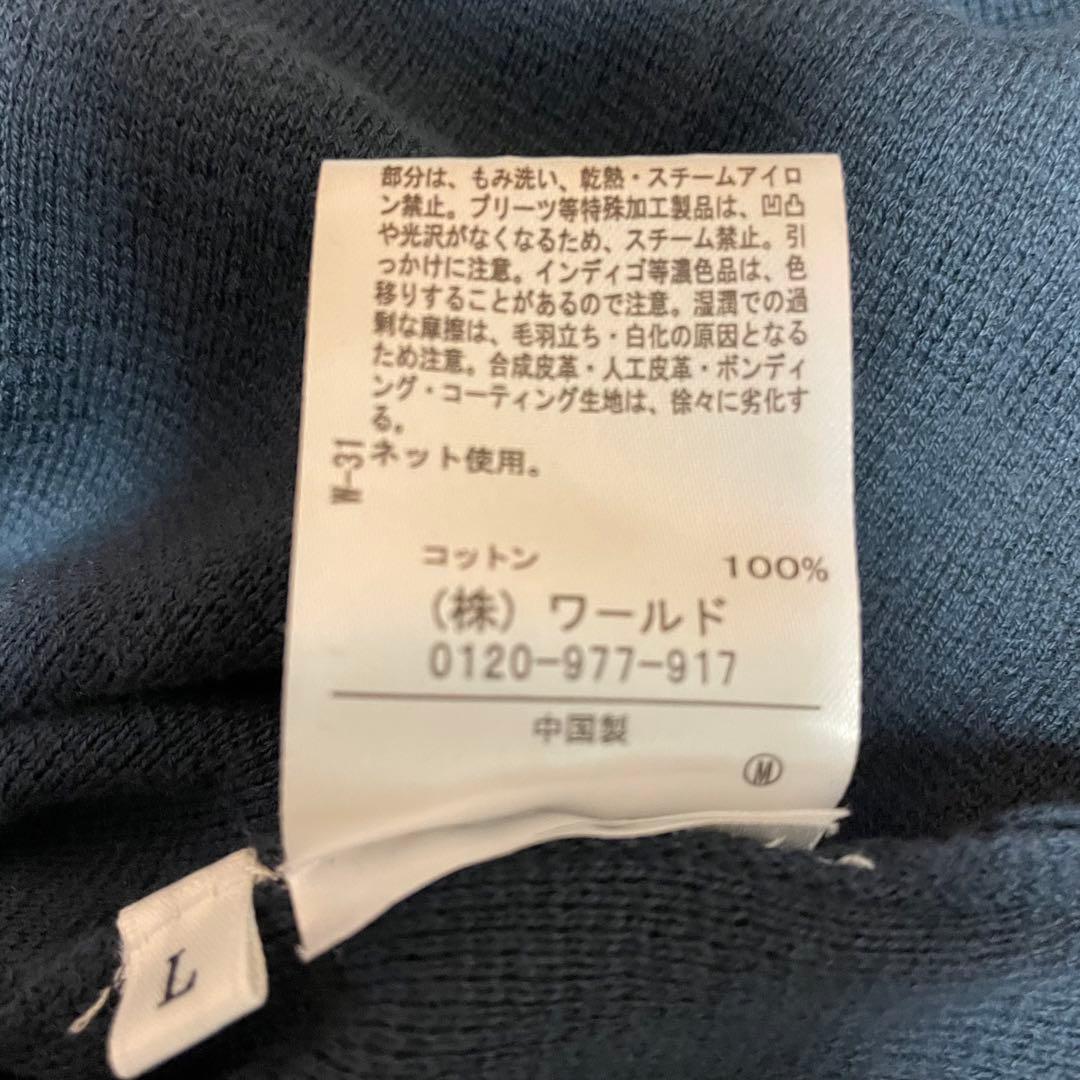 部分は、もみ洗い、乾熱・スチームアイロ
ン禁止。プリーツ等特殊加工製品は、凹凸
や光沢がなくなるため、スチーム禁止。引
っかけに注意。インディゴ等濃色品は、色
移りすることがあるので注意。湿潤での過
剰な摩擦は、毛羽立ち・白化の原因となる
ため注意。合成皮革・人工皮革・ボンディ
ング・コーティング生地は、徐々に劣化す
る。
ネット使用。
W-31
コットン 100%
(株) ワールド
0120-977-917
中国製
Ⓜ
L